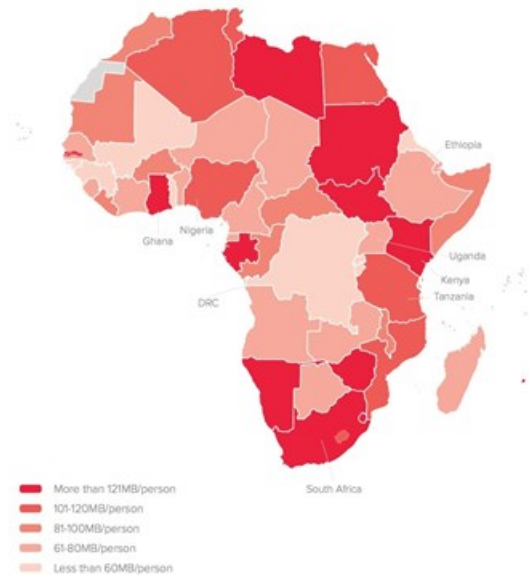 Ethiopia
Nigeria
Ghana
Uganda
Kenya
DRC
Tanzania
South Africa
More than 121MB/person
101-120MB/person
81-100MB/person
61-80MB/person
Less than 60MB/person